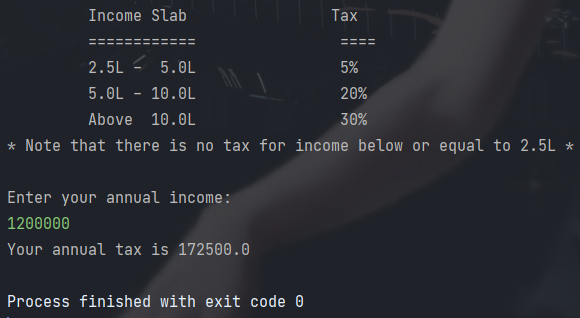 Income Slab Tax
============ ====
2.5L - 5.0L 5%
5.0L - 10.0L 20%
Above 10.0L 30%
* Note that there is no tax for income below or equal to 2.5L *
Enter your annual income:
1200000
Your annual tax is 172500.0
Process finished with exit code 0